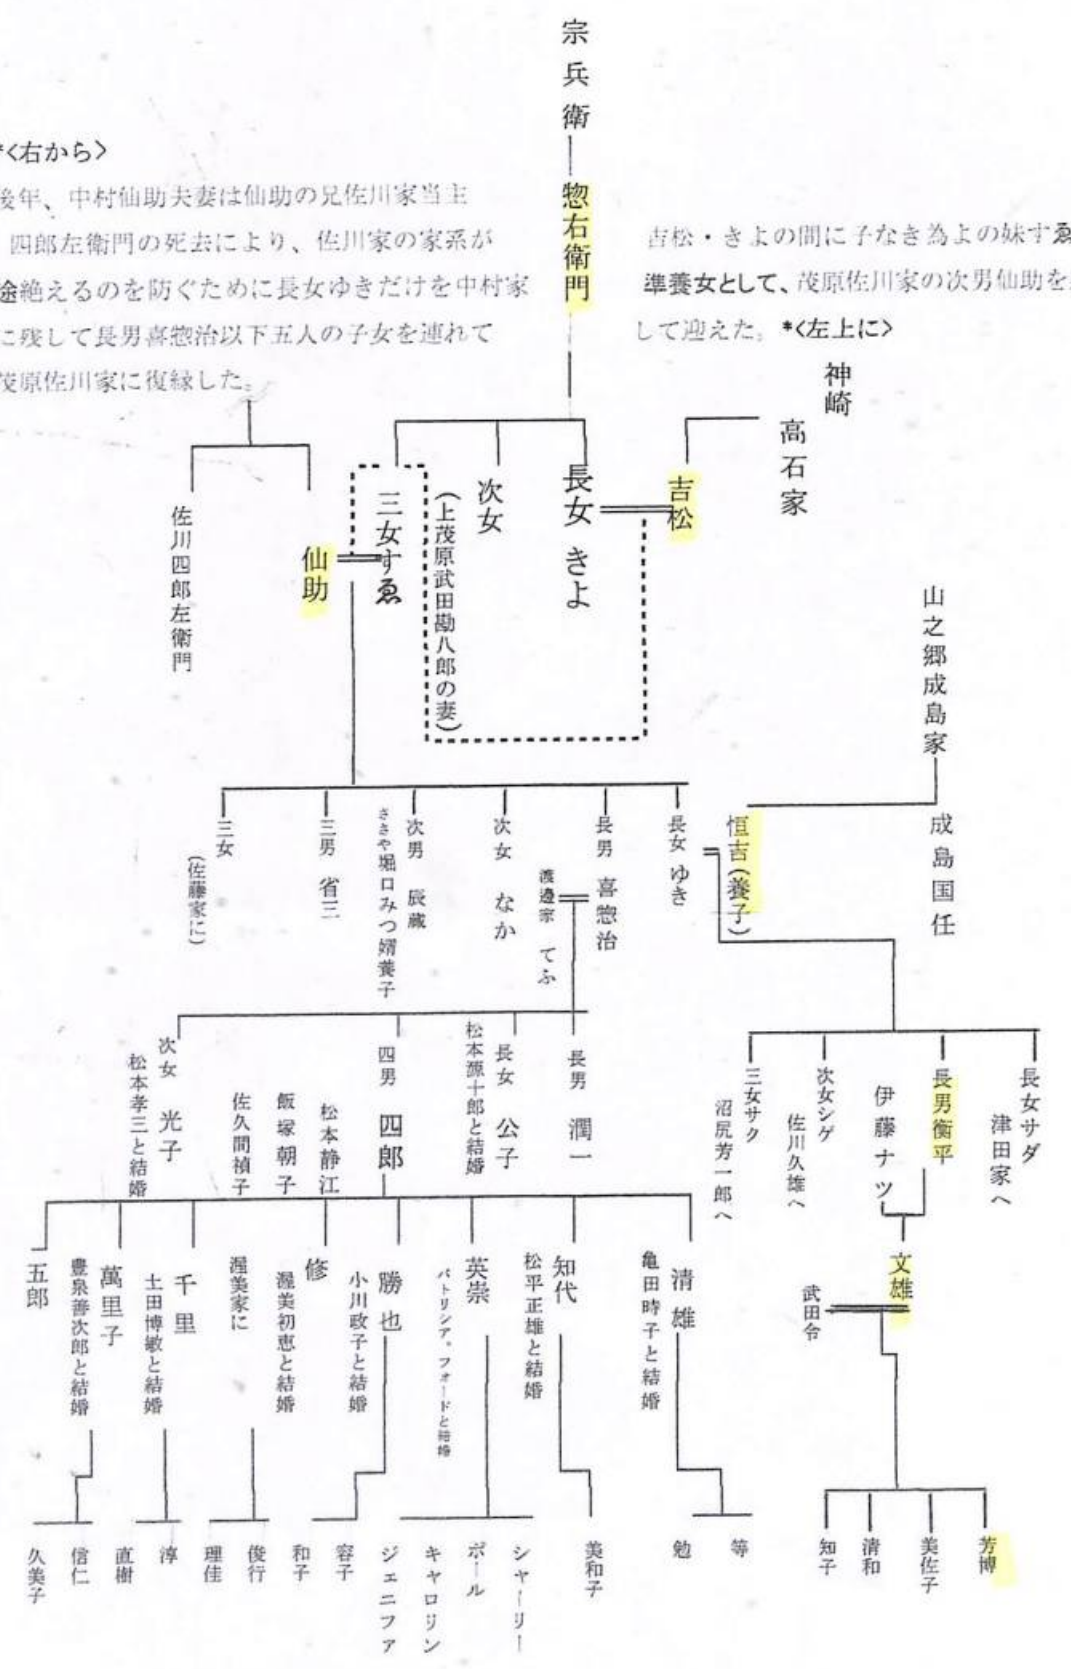 宗兵衛
惣右衛門
吉松・きよの間に子なき為よの妹すゑ
準養女として、茂原佐川家の次男仙助を
して迎えた。*<左上に>
*<右から>
後年、中村仙助夫妻は仙助の兄佐川家当主
四郎左衛門の死去により、佐川家の家系が
途絶えるのを防ぐために長女ゆきだけを中村家
に残して長男喜惣治以下五人の子女を連れて
茂原佐川家に復縁した。
神崎
高石家
吉松
長女 きよ
次女
(上茂原武田勘八郎の妻)
三女すゑ
仙助
佐川四郎左衛門
山之郷成島家
成島国任
恒吉(養子)
長女 ゆき
長男 喜惣治
渡邊宗 てふ
次女 なか
次男 辰蔵
ささや堀口みつ婿養子
三男 省三
三女
(佐藤家に)
長女サダ
津田家へ
長男衡平
伊藤ナツ
次女シゲ
佐川久雄へ
三女サク
沼尻芳一郎へ
長男 潤一
長女 公子
松本源十郎と結婚
四男 四郎
松本静江
飯塚朝子
佐久間禎子
次女 光子
松本孝三と結婚
文雄
武田令
清雄
亀田時子と結婚
知代
松平正雄と結婚
英崇
パトリシア・フォードと結婚
勝也
小川政子と結婚
修
渥美初恵と結婚
渥美家に
千里
土田博敏と結婚
萬里子
豊泉善次郎と結婚
五郎
芳博
美佐子
清和
知子
等
勉
美和子
シャーリー
ポール
キャロリン
ジェニファ
容子
和子
俊行
理佳
淳
直樹
信仁
久美子